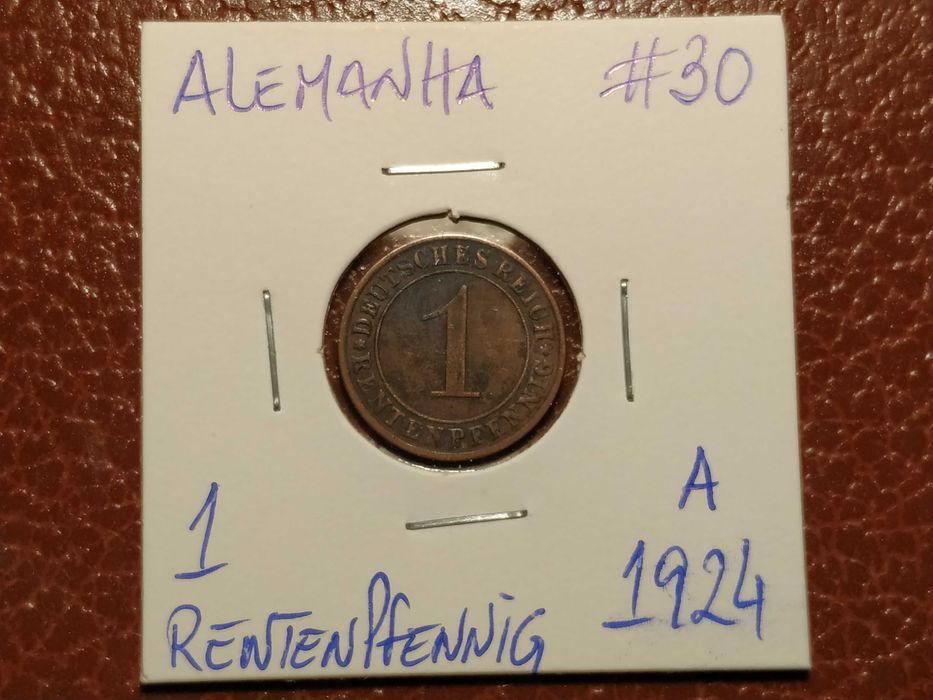 ALEMANHA #30
DEUTSCHES REICH
1
RENTENPFENNIG
A
1
1924
RENTENPFENNIG